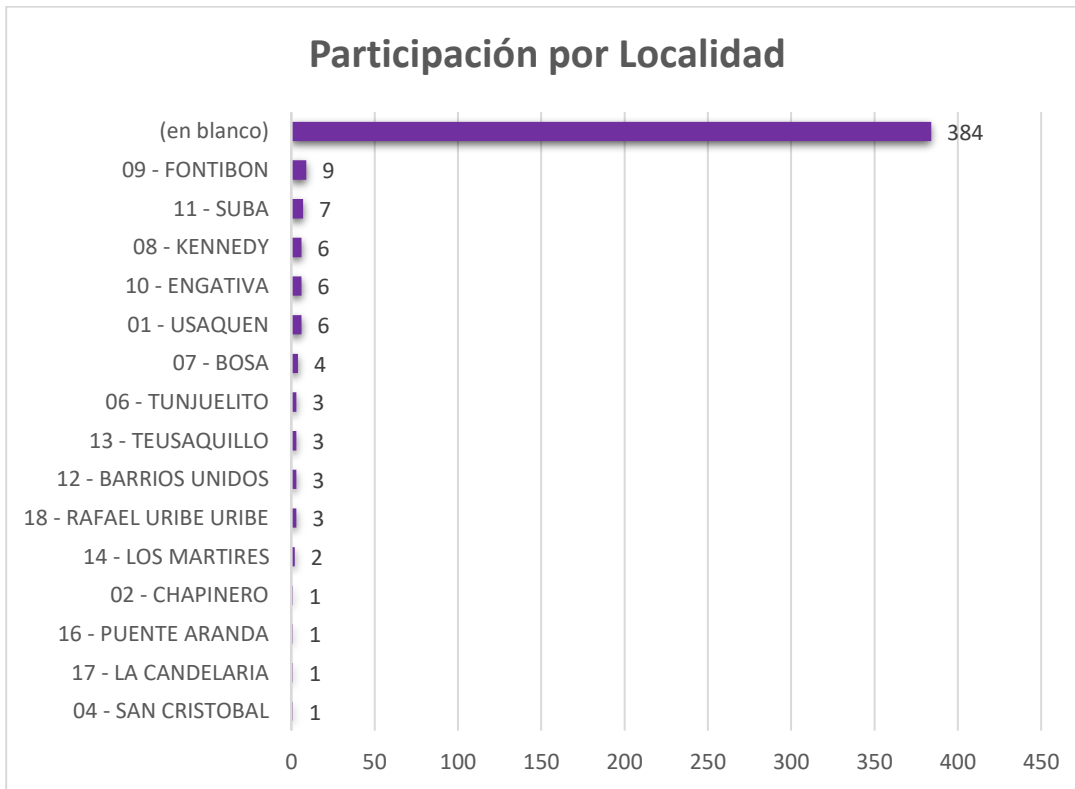 Participación por Localidad
(en blanco) 384
09 - FONTIBON 9
11 - SUBA 7
08 - KENNEDY 6
10 - ENGATIVA 6
01 - USAQUEN 6
07 - BOSA 4
06 - TUNJUELITO 3
13 - TEUSAQUILLO 3
12 - BARRIOS UNIDOS 3
18 - RAFAEL URIBE URIBE 3
14 - LOS MARTIRES 2
02 - CHAPINERO 1
16 - PUENTE ARANDA 1
17 - LA CANDELARIA 1
04 - SAN CRISTOBAL 1
0 50 100 150 200 250 300 350 400 450